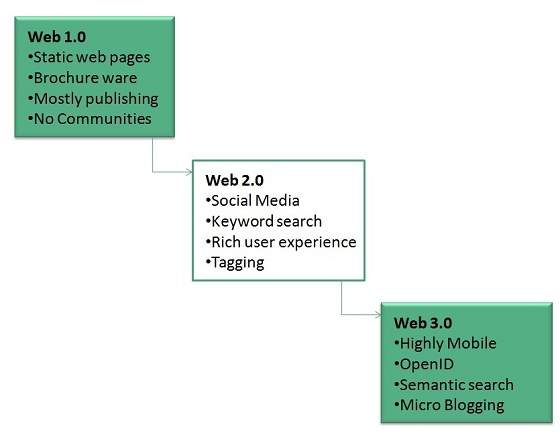 Web 1.0
•Static web pages
•Brochure ware
•Mostly publishing
•No Communities
Web 2.0
•Social Media
•Keyword search
•Rich user experience
•Tagging
Web 3.0
•Highly Mobile
•OpenID
•Semantic search
•Micro Blogging